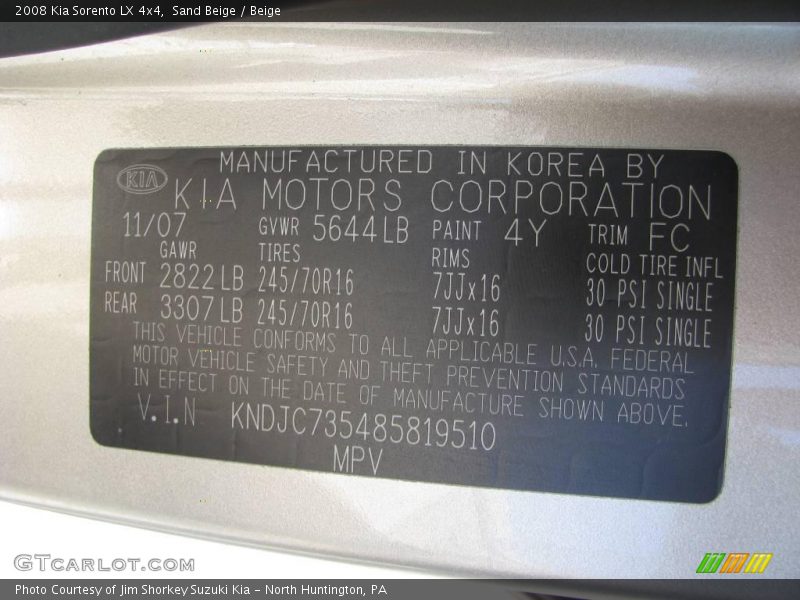 2008 Kia Sorento LX 4x4, Sand Beige / Beige
MANUFACTURED IN KOREA BY
KIA KIA MOTORS CORPORATION
11/07 GVWR 5644LB PAINT 4Y TRIM FC
GAWR TIRES RIMS COLD TIRE INFL
FRONT 2822LB 245/70R16 7JJx16 30 PSI SINGLE
REAR 3307LB 245/70R16 7JJx16 30 PSI SINGLE
THIS VEHICLE CONFORMS TO ALL APPLICABLE U.S.A. FEDERAL
MOTOR VEHICLE SAFETY AND THEFT PREVENTION STANDARDS
IN EFFECT ON THE DATE OF MANUFACTURE SHOWN ABOVE.
V.I.N KNDJC735485819510
MPV
GTCARLOT.COM
Photo Courtesy of Jim Shorkey Suzuki Kia – North Huntington, PA